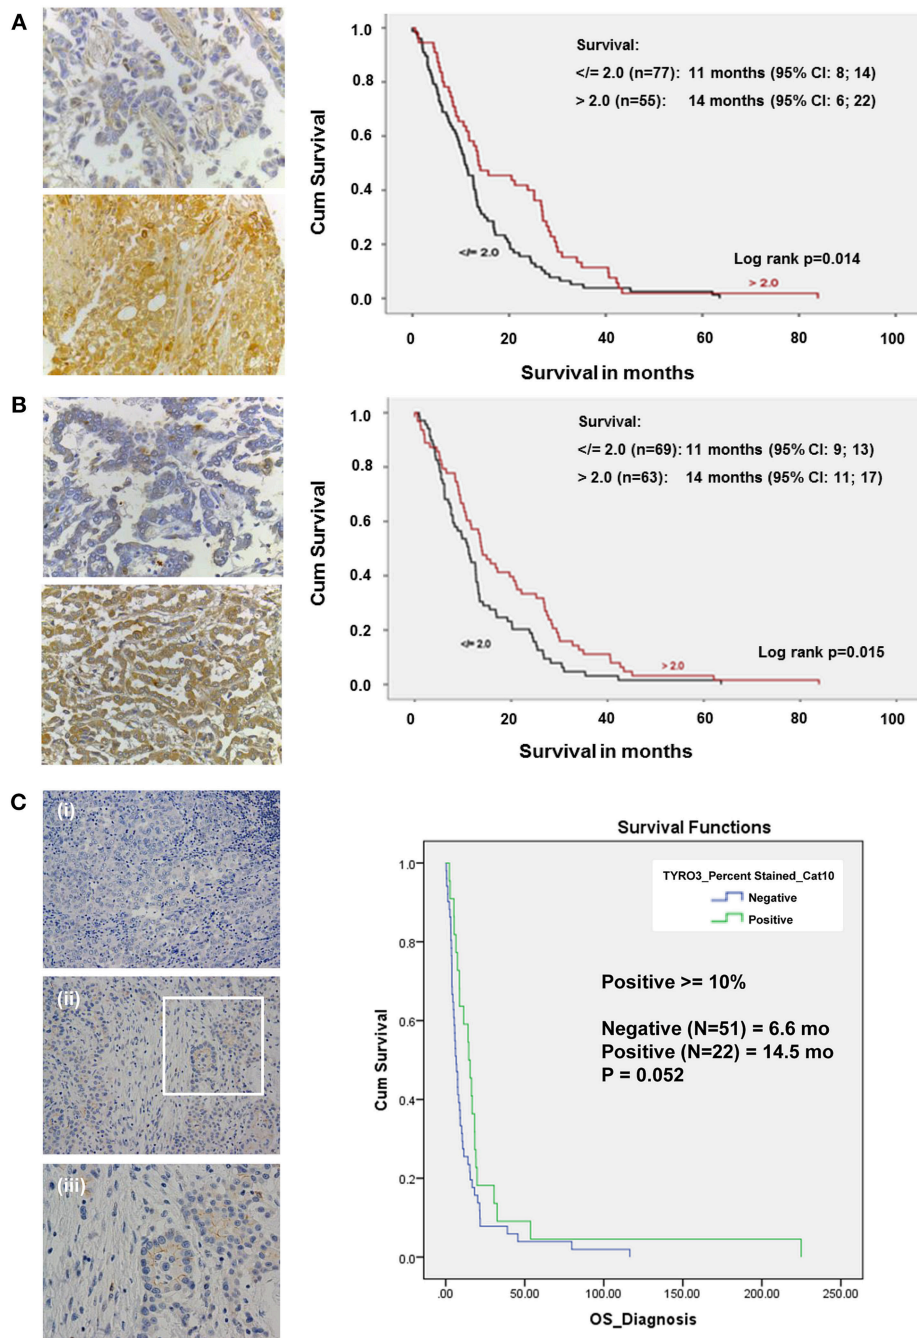 A
Survival:
</= 2.0 (n=77): 11 months (95% CI: 8; 14)
> 2.0 (n=55): 14 months (95% CI: 6; 22)
Cum Survival
1.0
0.8
0.6
0.4
0.2
0.0
</= 2.0
Log rank p=0.014
> 2.0
0 20 40 60 80 100
Survival in months
B
Survival:
</= 2.0 (n=69): 11 months (95% CI: 9; 13)
> 2.0 (n=63): 14 months (95% CI: 11; 17)
Cum Survival
1.0
0.8
0.6
0.4
0.2
0.0
</= 2.0
Log rank p=0.015
> 2.0
0 20 40 60 80 100
Survival in months
C
(i)
(ii)
(iii)
Survival Functions
TYRO3_Percent Stained_Cat10
Negative
Positive
Positive >= 10%
Negative (N=51) = 6.6 mo
Positive (N=22) = 14.5 mo
P = 0.052
Cum Survival
1.0
0.8
0.6
0.4
0.2
0.0
.00 50.00 100.00 150.00 200.00 250.00
OS_Diagnosis